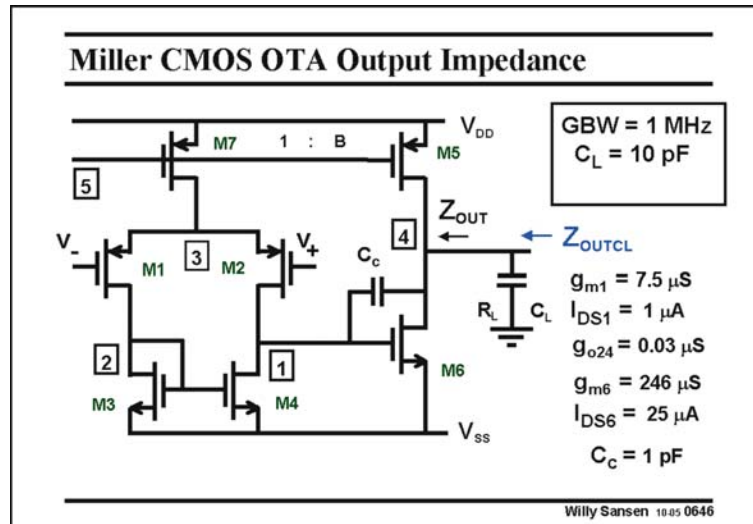 Miller CMOS OTA Output Impedance
V_DD
M7
1 : B
M5
5
GBW = 1 MHz
C_L = 10 pF
Z_OUT
4
Z_OUTCL
V_-
3
V_+
M1
M2
C_c
R_L
C_L
g_m1 = 7.5 µS
I_DS1 = 1 µA
g_o24 = 0.03 µS
g_m6 = 246 µS
I_DS6 = 25 µA
C_c = 1 pF
2
1
M6
M3
M4
V_SS
Willy Sansen 10-05 0646